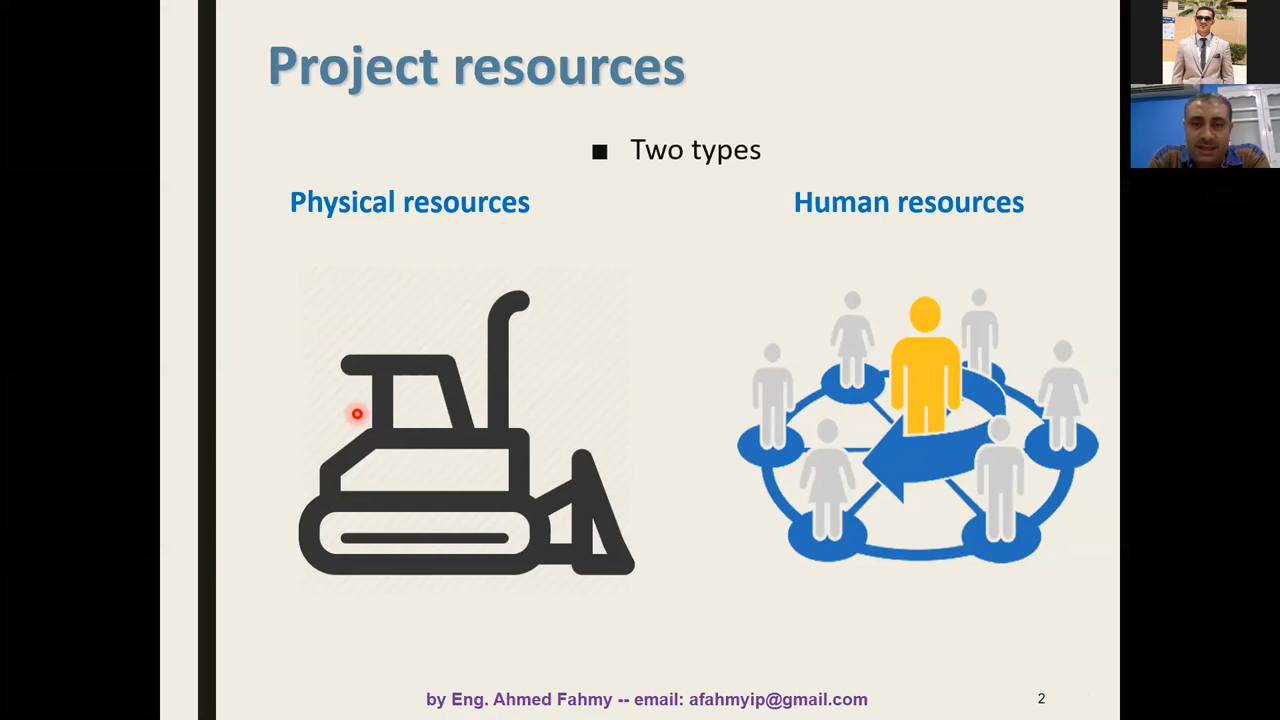 Project resources
■ Two types
Physical resources
Human resources
by Eng. Ahmed Fahmy -- email: afahmyip@gmail.com
2